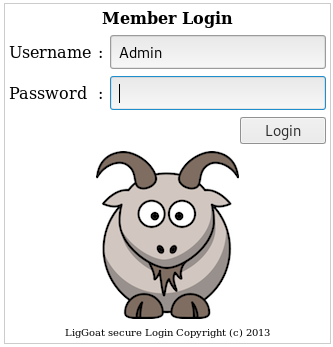 Member Login
Username : Admin
Password :
Login
LigGoat secure Login Copyright (c) 2013